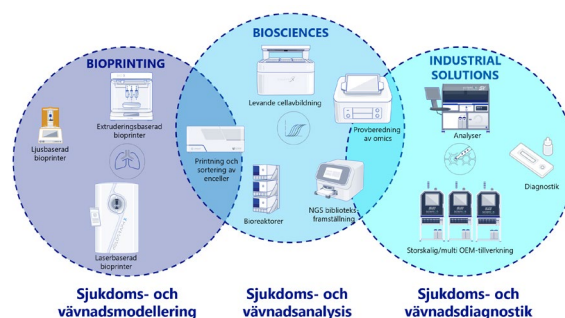 BIOSCIENCES
BIOPRINTING
INDUSTRIAL
SOLUTIONS
Levande cellavbildning
Extruderingsbaserad
bioprinter
Ljusbaserad
bioprinter
Provberedning
av omics
Analyser
Printning och
sortering av
enceller
Diagnostik
Bioreaktorer
NGS biblioteks
framställning
Laserbaserad
bioprinter
Storskalig/multi OEM-tillverkning
Sjukdoms- och
vävnadsmodellering
Sjukdoms- och
vävnadsanalysis
Sjukdoms- och
vävnadsdiagnostik